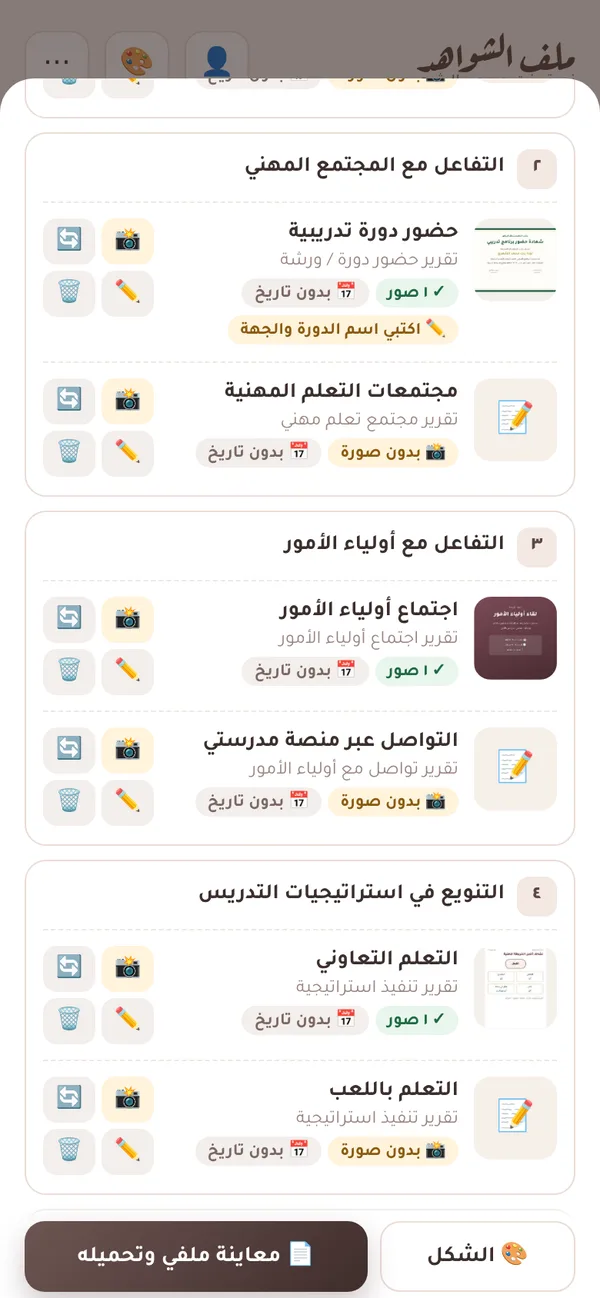 ملف الشواهد
٢ التفاعل مع المجتمع المهني
حضور دورة تدريبية
تقرير حضور دورة / ورشة
✓ ١ صور 📅 بدون تاريخ
✏️ اكتبي اسم الدورة والجهة
مجتمعات التعلم المهنية
تقرير مجتمع تعلم مهني
📸 بدون صورة 📅 بدون تاريخ
٣ التفاعل مع أولياء الأمور
لقاء أولياء الأمور
اجتماع أولياء الأمور
تقرير اجتماع أولياء الأمور
✓ ١ صور 📅 بدون تاريخ
التواصل عبر منصة مدرستي
تقرير تواصل مع أولياء الأمور
📸 بدون صورة 📅 بدون تاريخ
٤ التنويع في استراتيجيات التدريس
التعلم التعاوني
تقرير تنفيذ استراتيجية
✓ ١ صور 📅 بدون تاريخ
التعلم باللعب
تقرير تنفيذ استراتيجية
📸 بدون صورة 📅 بدون تاريخ
🎨 الشكل
📄 معاينة ملفي وتحميله